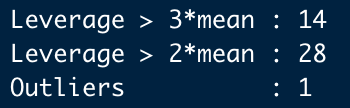 Leverage > 3*mean : 14
Leverage > 2*mean : 28
Outliers          : 1